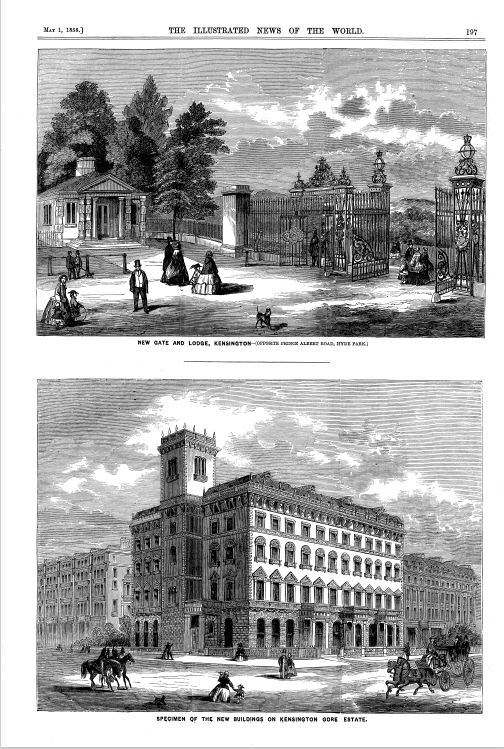 MAY 1, 1858.] THE ILLUSTRATED NEWS OF THE WORLD. 197
NEW GATE AND LODGE, KENSINGTON—(OPPOSITE PRINCE ALBERT ROAD, HYDE PARK.)
SPECIMEN OF THE NEW BUILDINGS ON KENSINGTON GORE ESTATE.